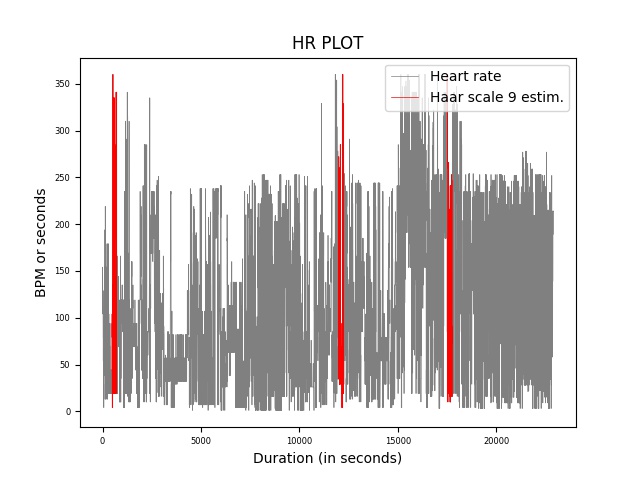 HR PLOT
Heart rate
Haar scale 9 estim.
350
300
250
200
150
100
50
0
BPM or seconds
0 5000 10000 15000 20000
Duration (in seconds)